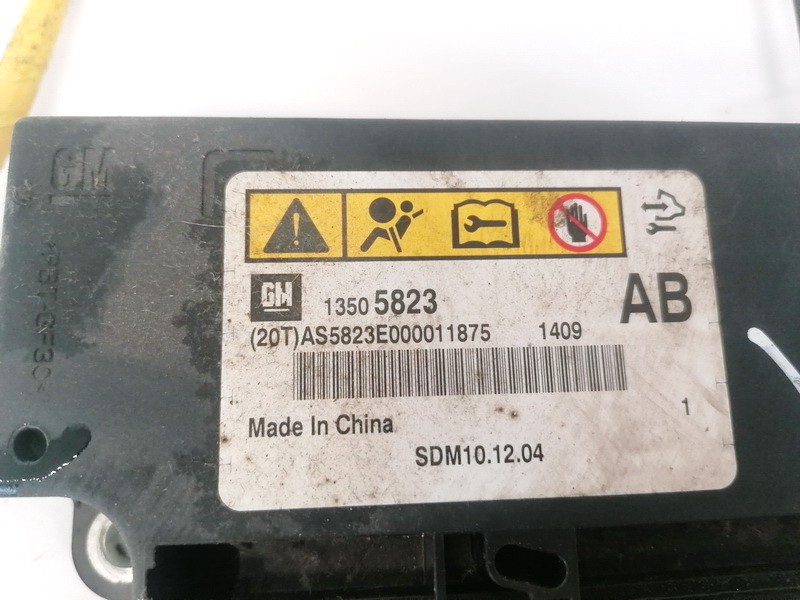 GM
GM 1350 5823 AB
(20T)AS5823E000011875 1409
1
Made In China
SDM10.12.04